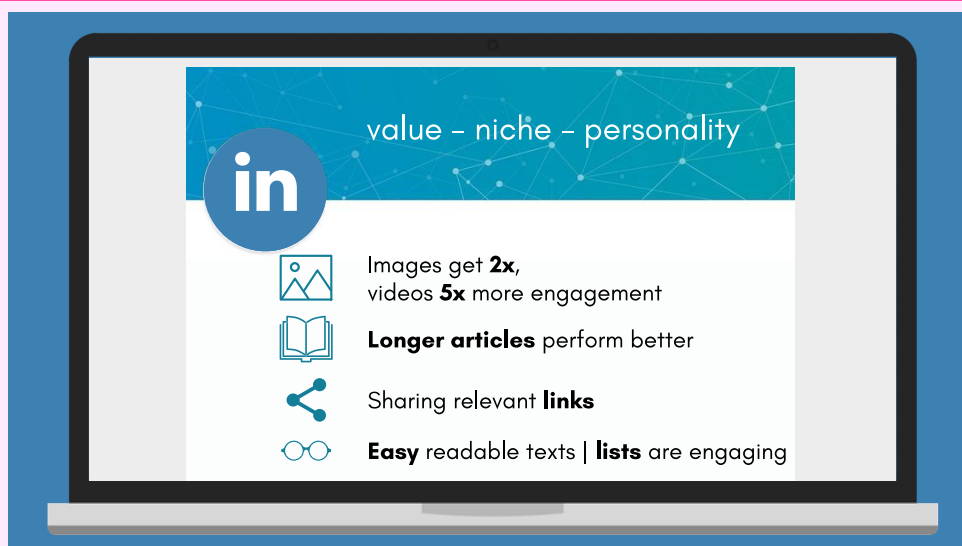 value – niche – personality
in
Images get 2x,
videos 5x more engagement
Longer articles perform better
Sharing relevant links
Easy readable texts | lists are engaging